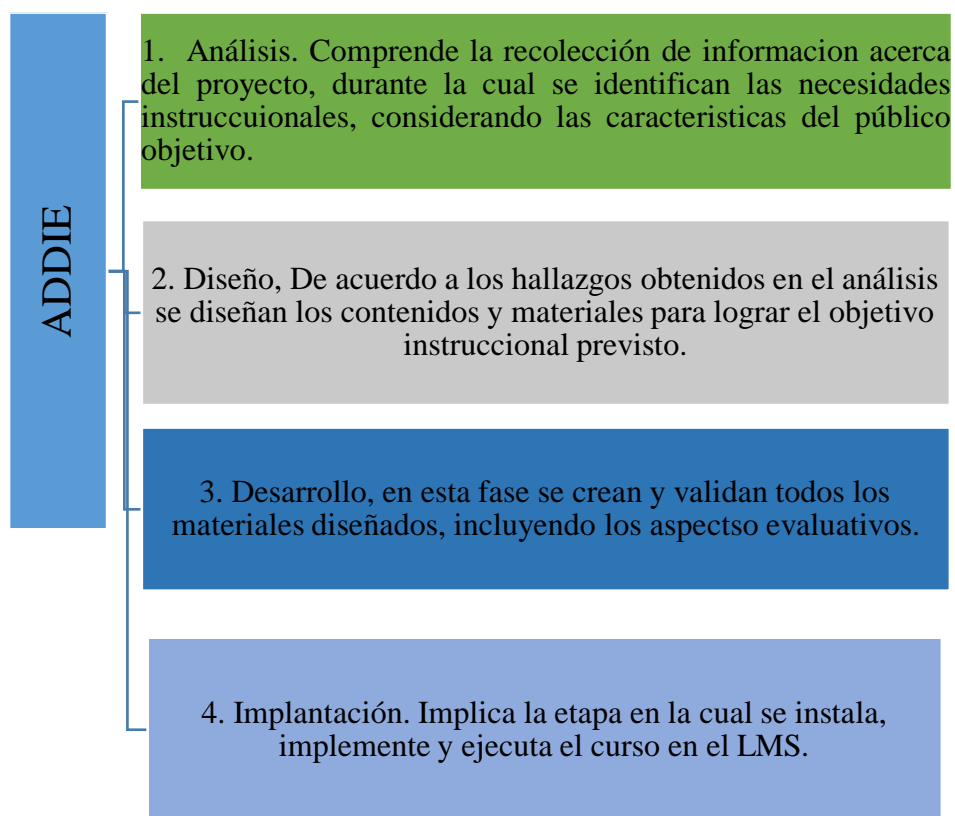 ADDIE
1. Análisis. Comprende la recolección de informacion acerca
del proyecto, durante la cual se identifican las necesidades
instruccuionales, considerando las caracteristicas del público
objetivo.
2. Diseño, De acuerdo a los hallazgos obtenidos en el análisis
se diseñan los contenidos y materiales para lograr el objetivo
instruccional previsto.
3. Desarrollo, en esta fase se crean y validan todos los
materiales diseñados, incluyendo los aspectso evaluativos.
4. Implantación. Implica la etapa en la cual se instala,
implemente y ejecuta el curso en el LMS.